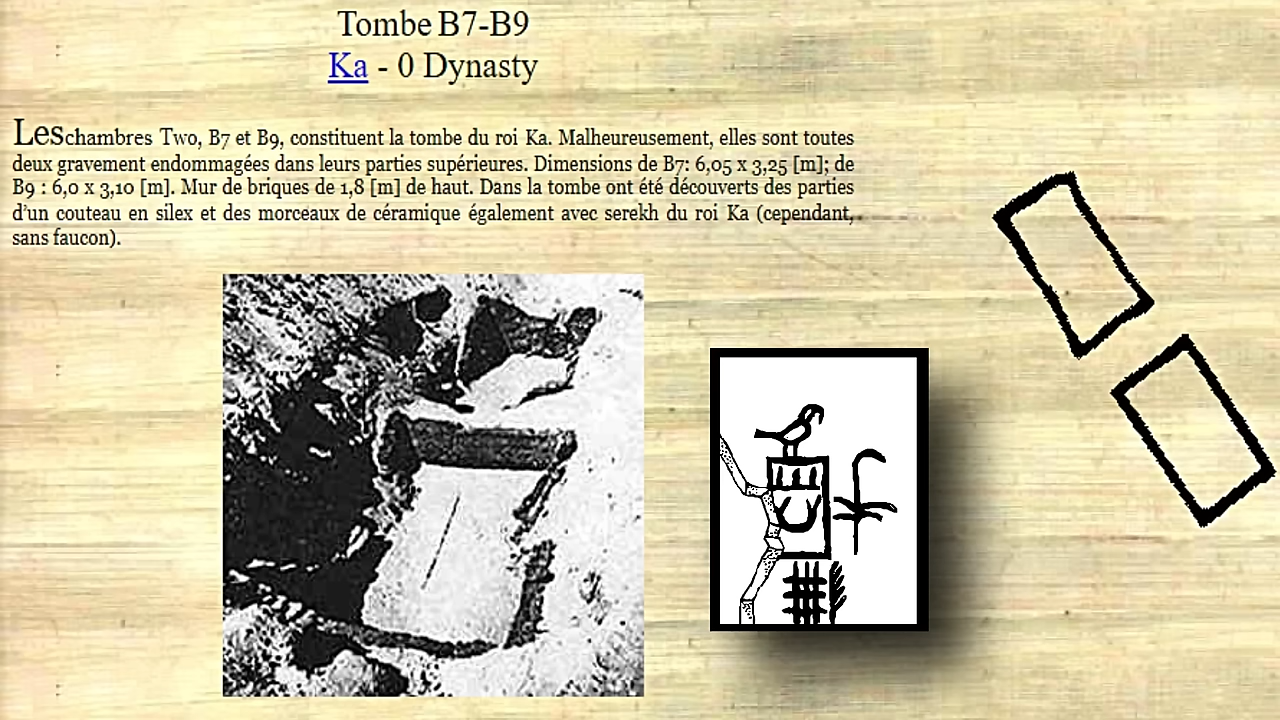 Tombe B7-B9
Ka - 0 Dynasty
Leschambres Two, B7 et B9, constituent la tombe du roi Ka. Malheureusement, elles sont toutes
deux gravement endommagées dans leurs parties supérieures. Dimensions de B7: 6,05 x 3,25 [m]; de
B9 : 6,0 x 3,10 [m]. Mur de briques de 1,8 [m] de haut. Dans la tombe ont été découverts des parties
d'un couteau en silex et des morceaux de céramique également avec serekh du roi Ka (cependant,
sans faucon).